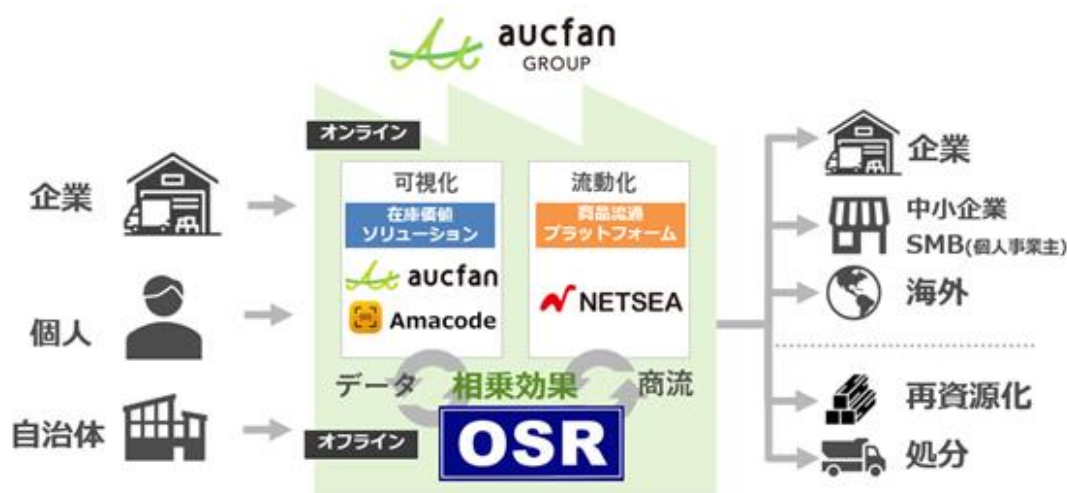 aucfan
GROUP
オンライン
企業
個人
自治体
可視化
在庫価値
ソリューション
aucfan
Amacode
流動化
商品流通
プラットフォーム
NETSEA
データ
相乗効果
商流
オフライン
OSR
企業
中小企業
SMB(個人事業主)
海外
再資源化
処分